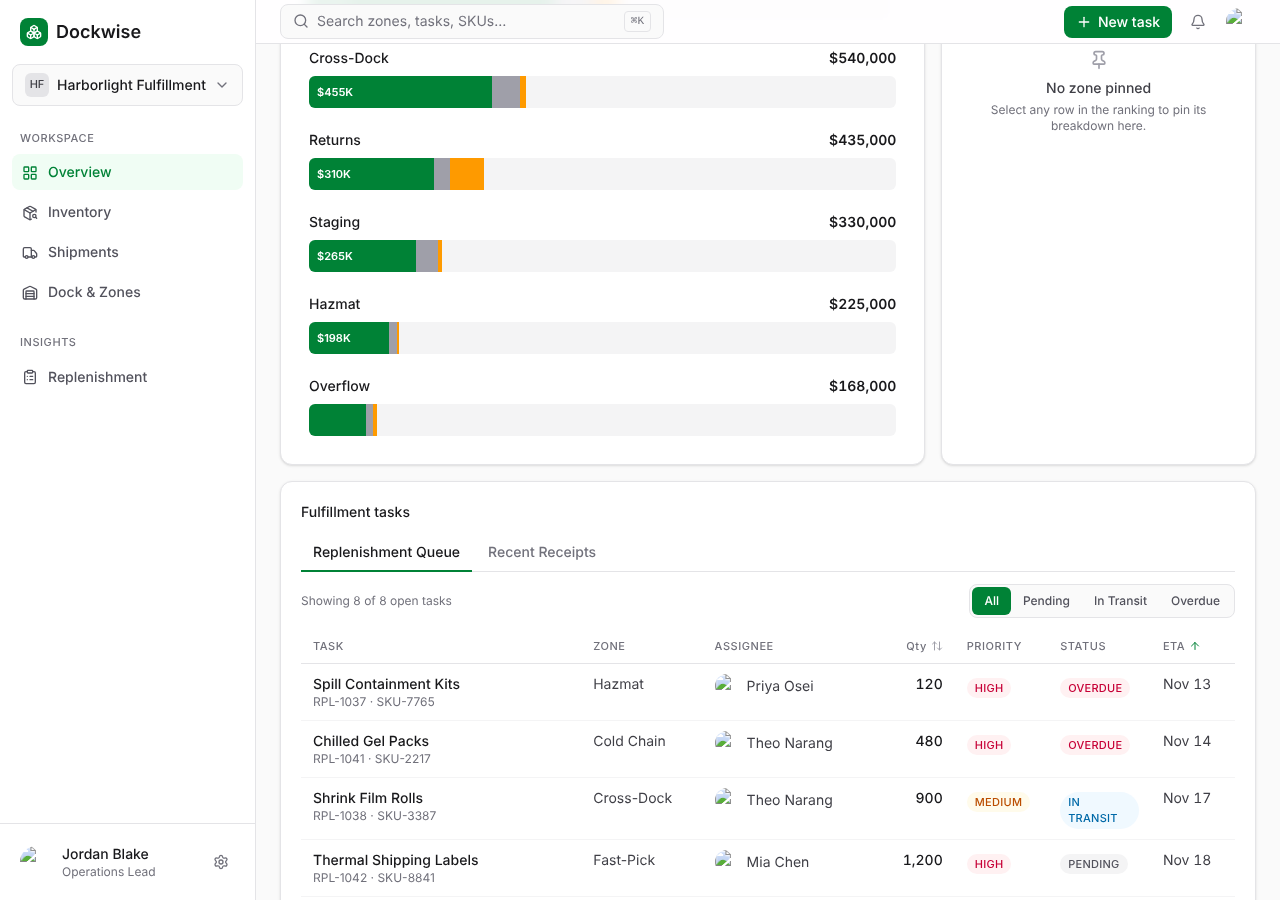 Dockwise
HF Harborlight Fulfillment
WORKSPACE
Overview
Inventory
Shipments
Dock & Zones
INSIGHTS
Replenishment
Jordan Blake
Operations Lead
Search zones, tasks, SKUs...
⌘K
New task
Cross-Dock $540,000
$455K
Returns $435,000
$310K
Staging $330,000
$265K
Hazmat $225,000
$198K
Overflow $168,000
No zone pinned
Select any row in the ranking to pin its
breakdown here.
Fulfillment tasks
Replenishment Queue Recent Receipts
Showing 8 of 8 open tasks
All Pending In Transit Overdue
TASK ZONE ASSIGNEE Qty PRIORITY STATUS ETA
Spill Containment Kits Hazmat Priya Osei 120 HIGH OVERDUE Nov 13
RPL-1037 · SKU-7765
Chilled Gel Packs Cold Chain Theo Narang 480 HIGH OVERDUE Nov 14
RPL-1041 · SKU-2217
Shrink Film Rolls Cross-Dock Theo Narang 900 MEDIUM IN TRANSIT Nov 17
RPL-1038 · SKU-3387
Thermal Shipping Labels Fast-Pick Mia Chen 1,200 HIGH PENDING Nov 18
RPL-1042 · SKU-8841